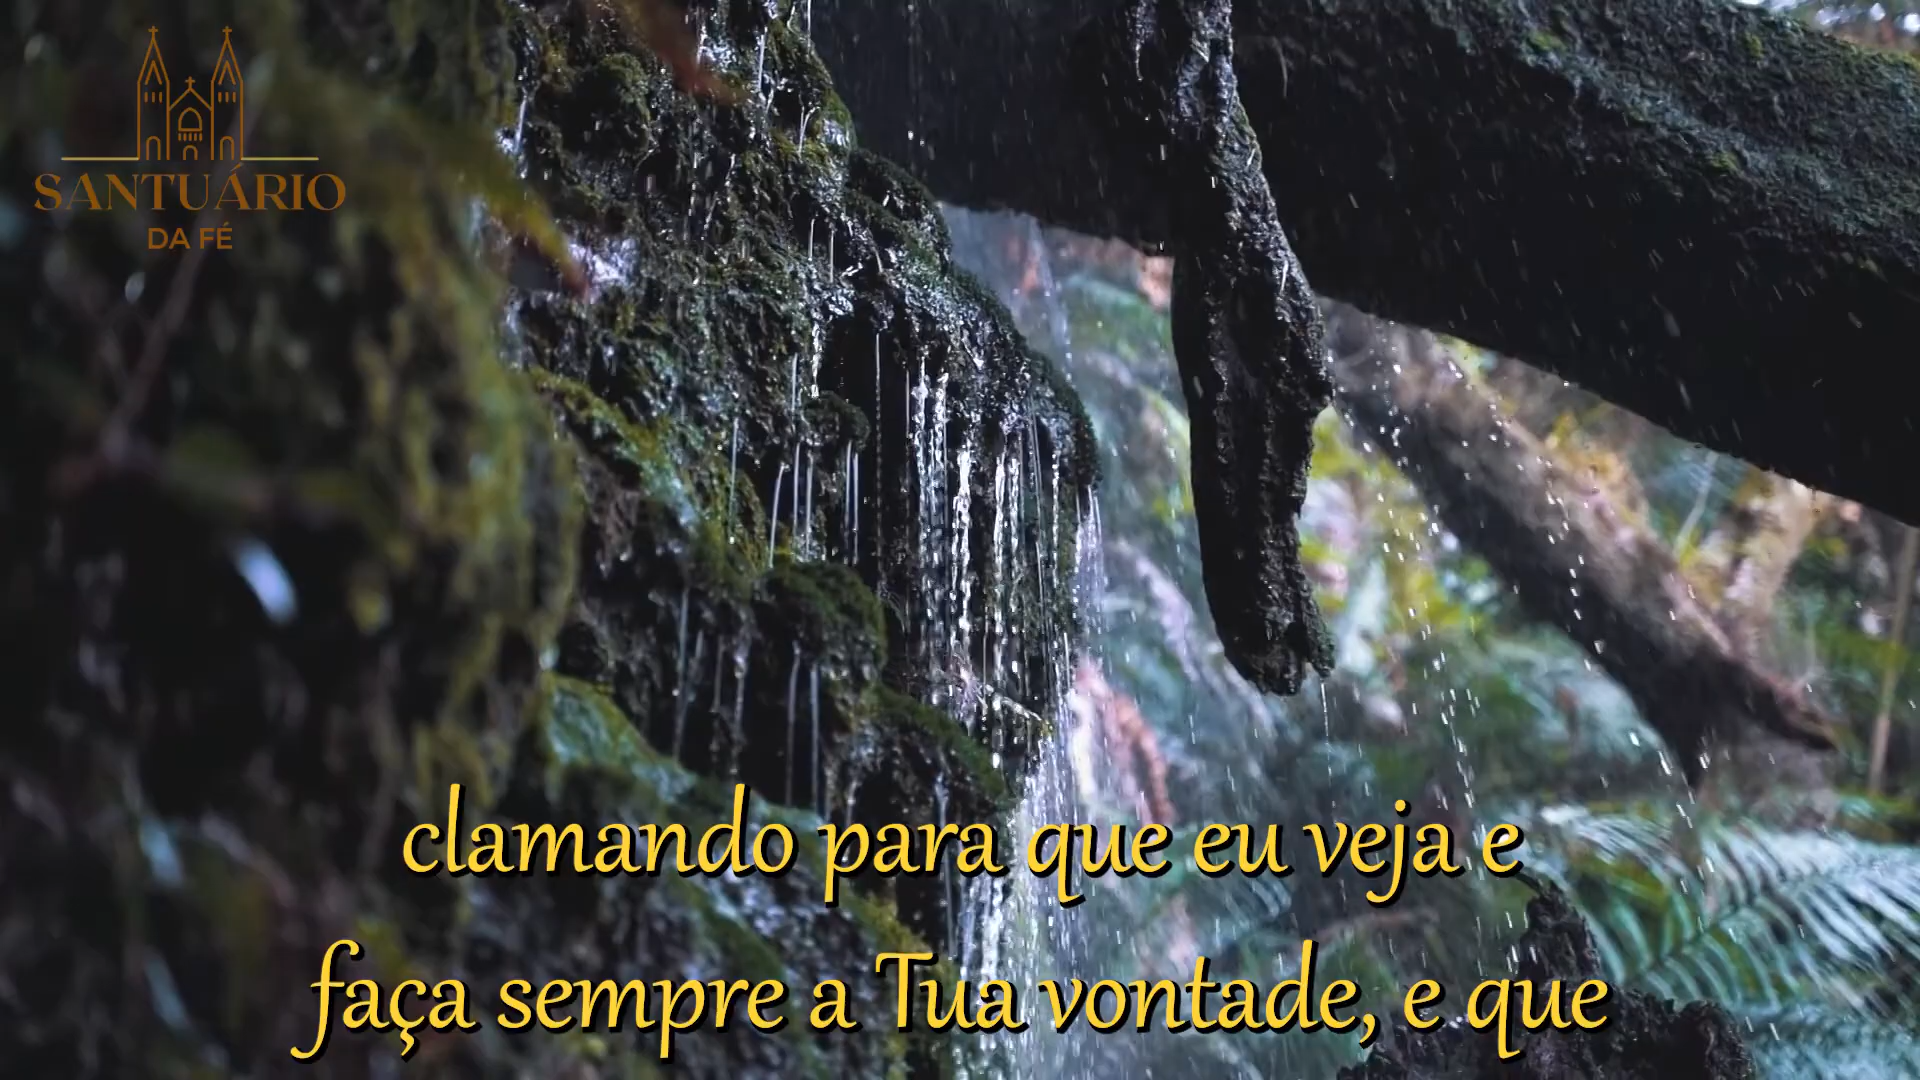 SANTUÁRIO
DA FÉ
clamando para que eu veja e
faça sempre a Tua vontade, e que